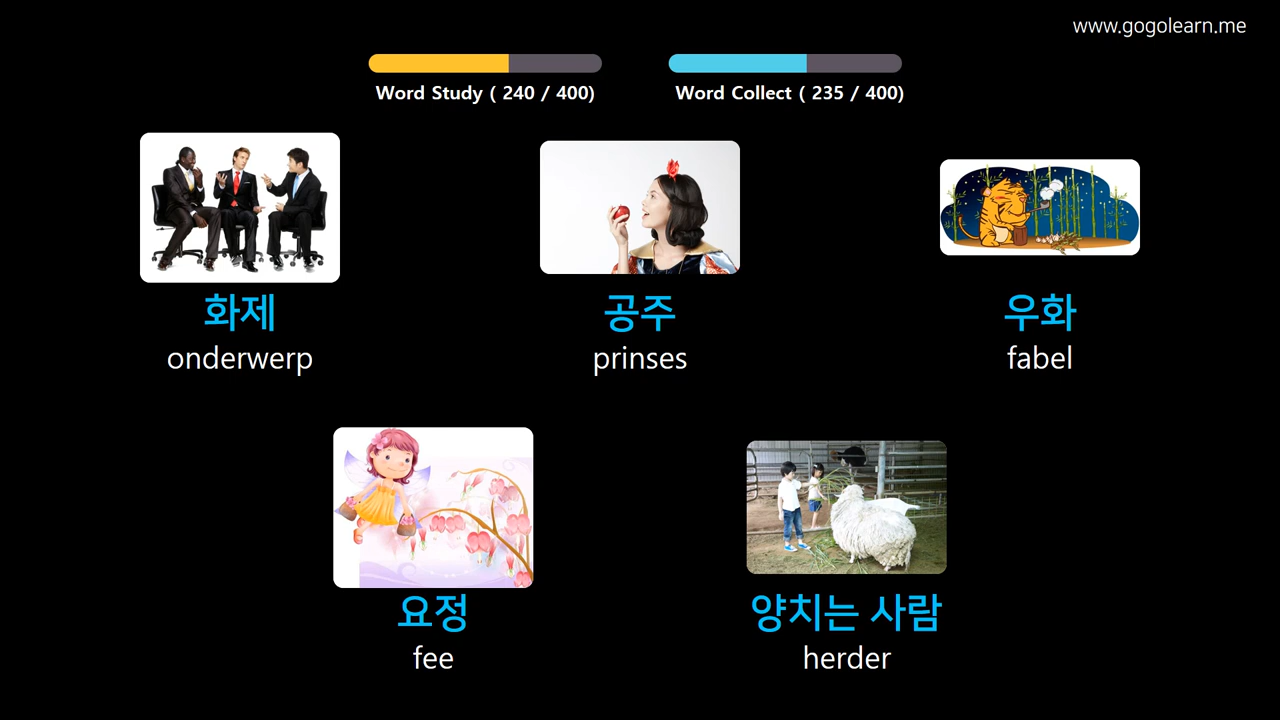 www.gogolearn.me
Word Study ( 240 / 400)
Word Collect ( 235 / 400)
화제
onderwerp
공주
prinses
우화
fabel
요정
fee
양치는 사람
herder